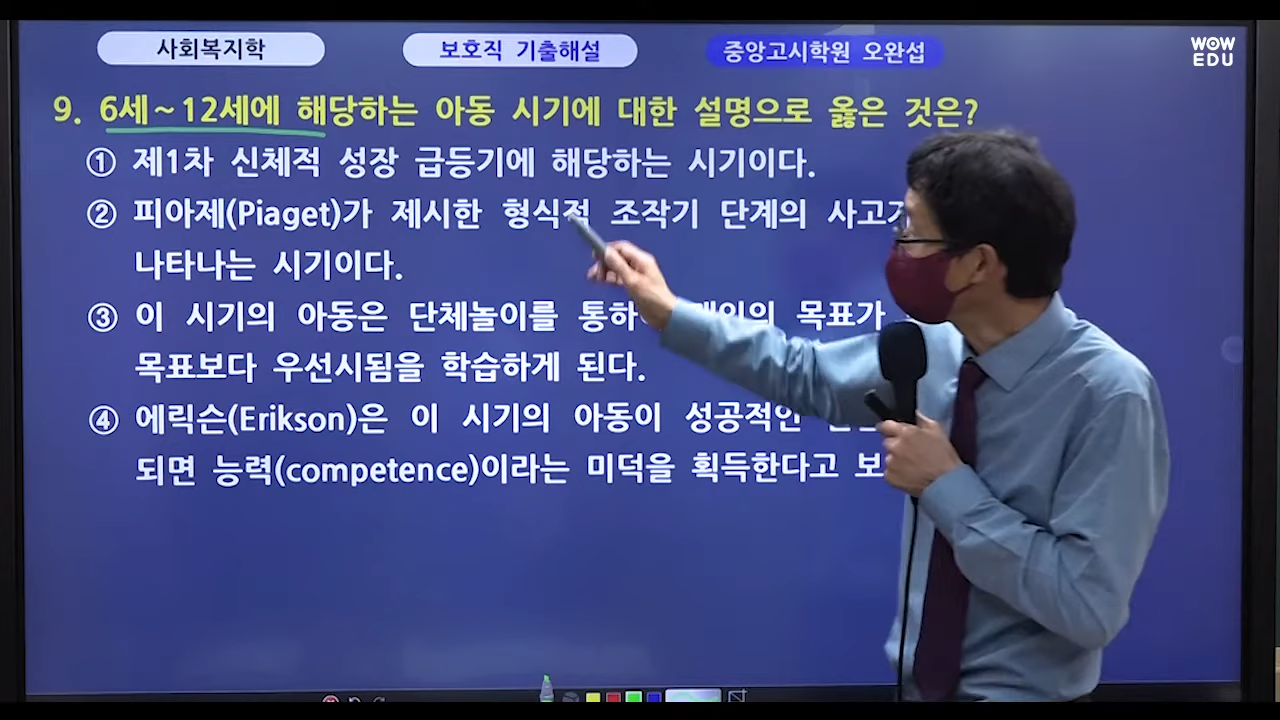 사회복지학
보호직 기출해설
중앙고시학원 오완섭
WOW
EDU
9. 6세~12세에 해당하는 아동 시기에 대한 설명으로 옳은 것은?
① 제1차 신체적 성장 급등기에 해당하는 시기이다.
② 피아제(Piaget)가 제시한 형식적 조작기 단계의
나타나는 시기이다.
③ 이 시기의 아동은 단체놀이를 목표가
목표보다 우선시됨을 학습하게 된다.
④ 에릭슨(Erikson)은 이 시기의 아동이 성공적인
되면 능력(competence)이라는 미덕을 획득한다고